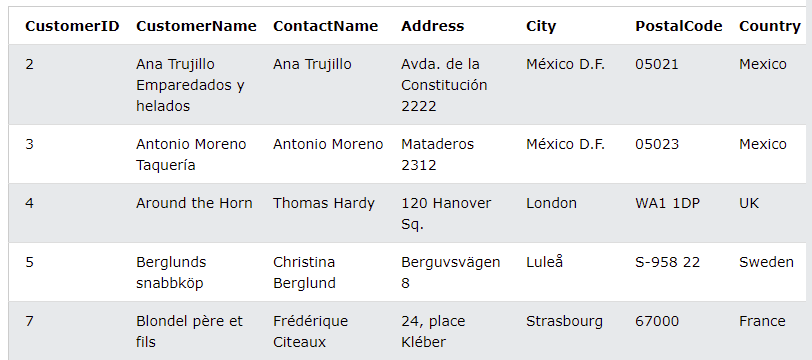 CustomerID CustomerName ContactName Address City PostalCode Country
2 Ana Trujillo Ana Trujillo Avda. de la México D.F. 05021 Mexico
Emparedados y Constitución
helados 2222
3 Antonio Moreno Antonio Moreno Mataderos México D.F. 05023 Mexico
Taquería 2312
4 Around the Horn Thomas Hardy 120 Hanover London WA1 1DP UK
Sq.
5 Berglunds Christina Berguvsvägen Luleå S-958 22 Sweden
snabbköp Berglund 8
7 Blondel père et Frédérique 24, place Strasbourg 67000 France
fils Citeaux Kléber